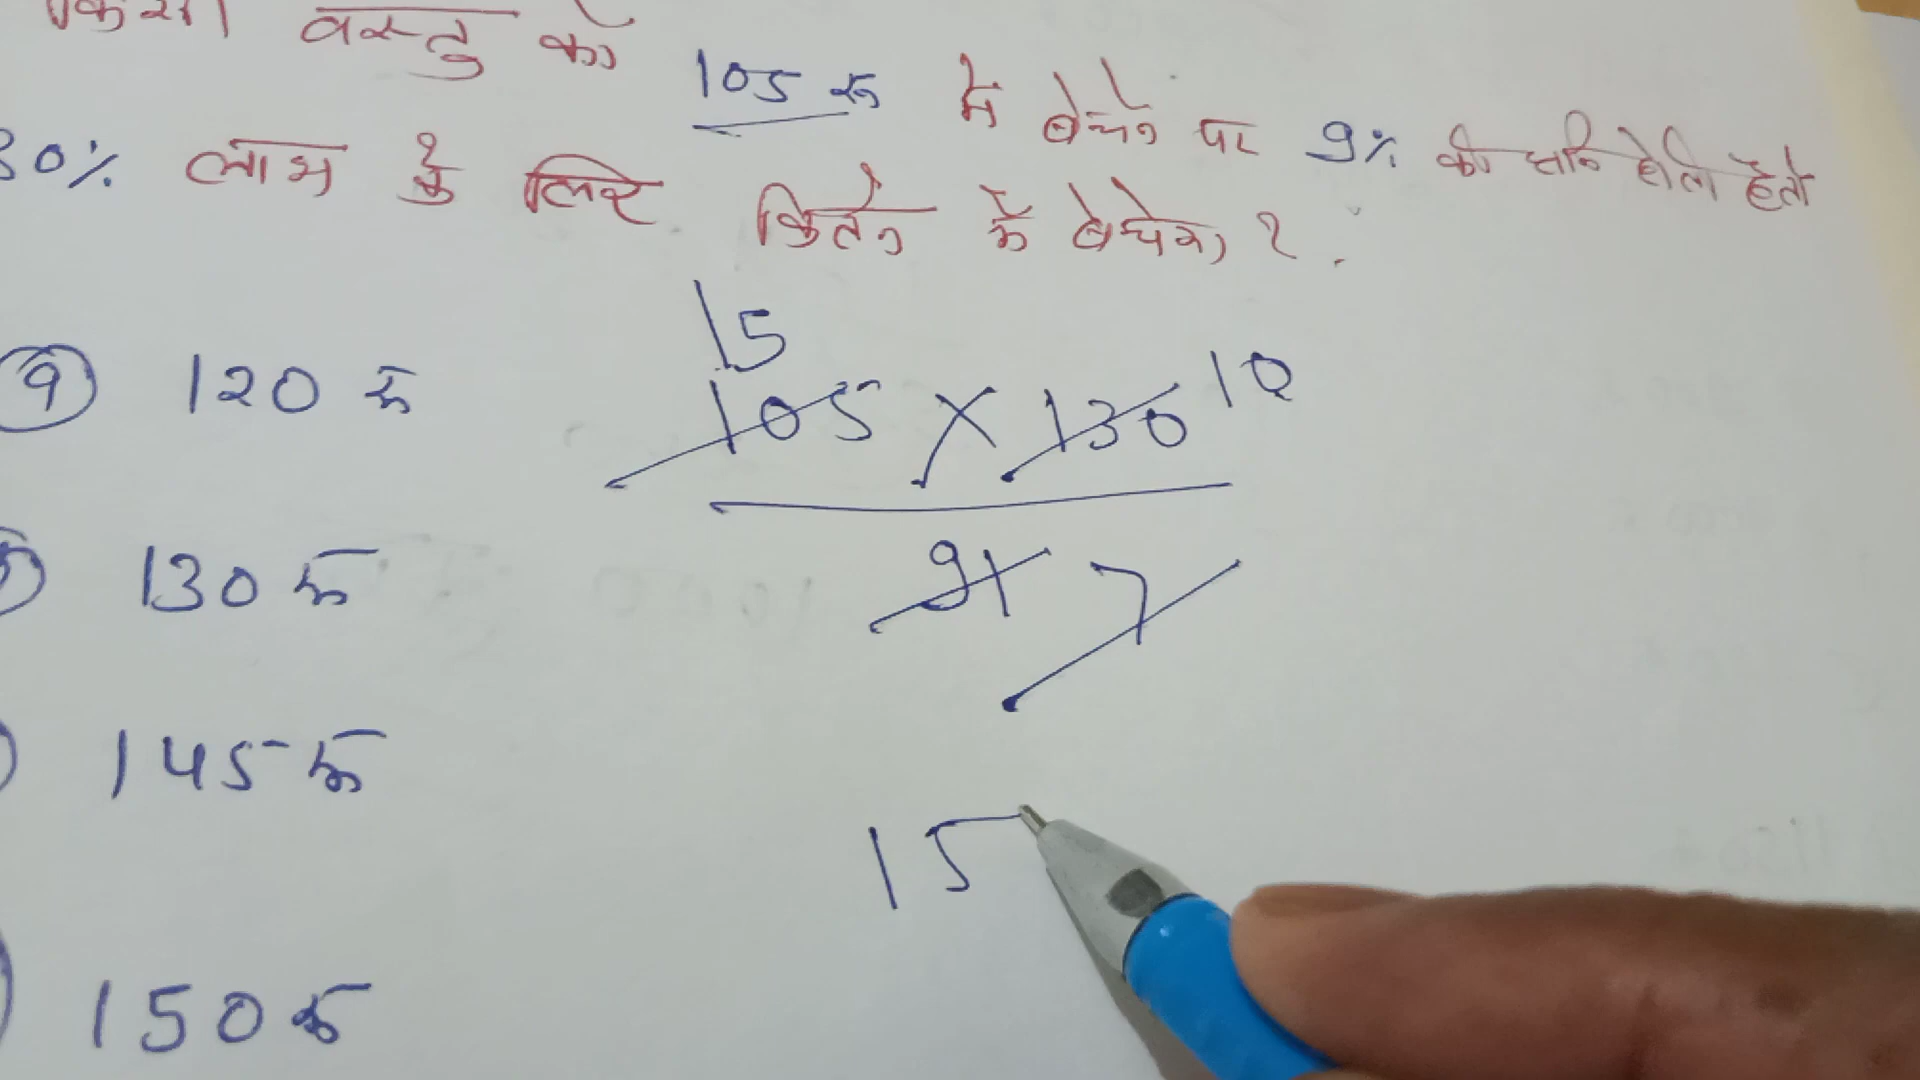 किसी वस्तु को 105 रु में बेचने पर 9% की हानि होती है तो
30% लाभ के लिए कितने में बेचेगा ?
15
105 × 130 10
91 7
120 रु
130 रु
145 रु
15
150 रु